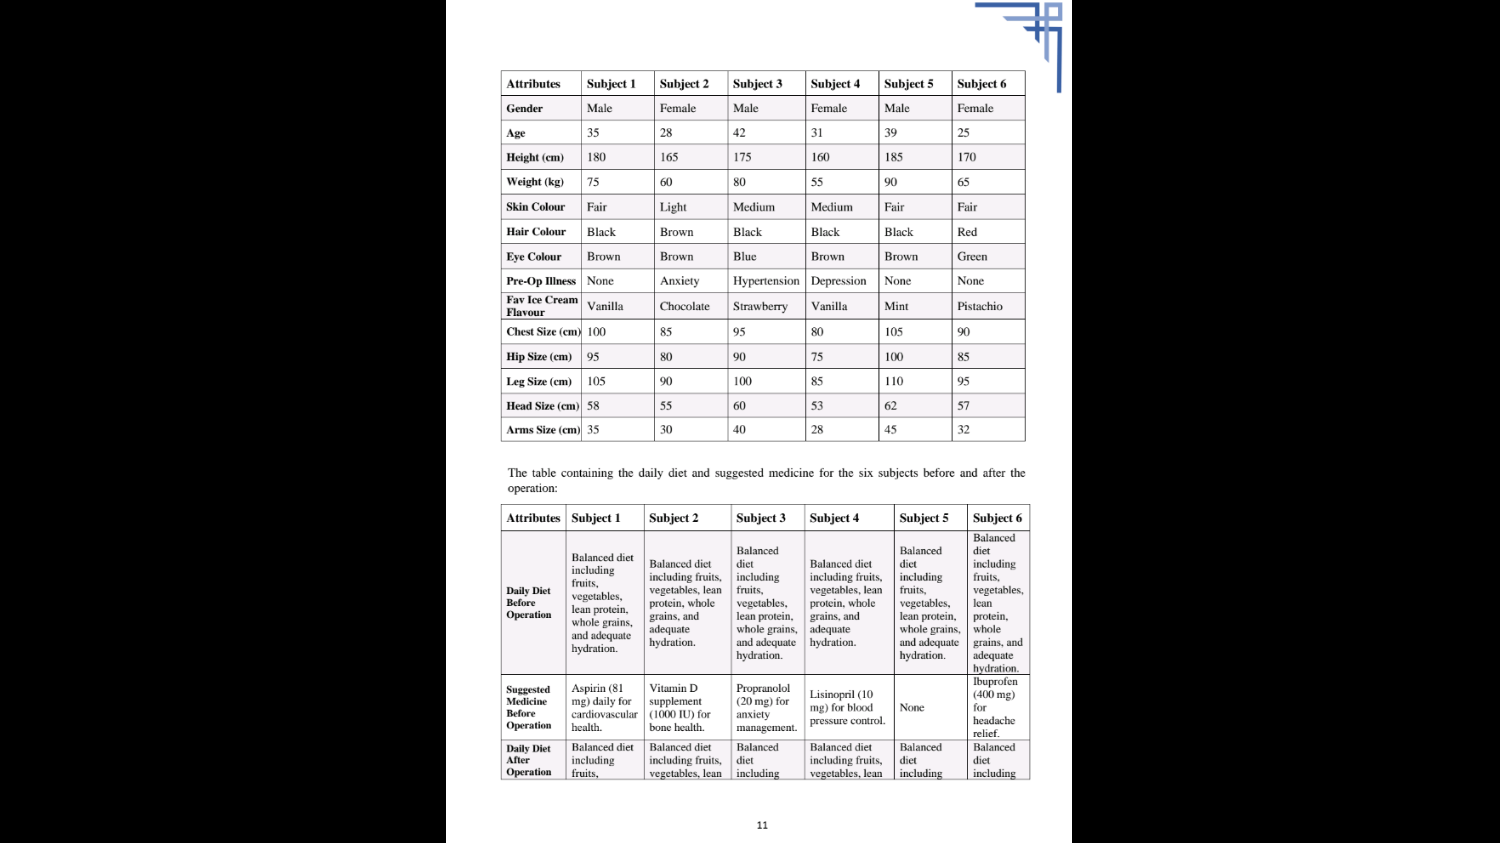 Attributes Subject 1 Subject 2 Subject 3 Subject 4 Subject 5 Subject 6
Gender Male Female Male Female Male Female
Age 35 28 42 31 39 25
Height (cm) 180 165 175 160 185 170
Weight (kg) 75 60 80 55 90 65
Skin Colour Fair Light Medium Medium Fair Fair
Hair Colour Black Brown Black Black Black Red
Eye Colour Brown Brown Blue Brown Brown Green
Pre-Op Illness None Anxiety Hypertension Depression None None
Fav Ice Cream Flavour Vanilla Chocolate Strawberry Vanilla Mint Pistachio
Chest Size (cm) 100 85 95 80 105 90
Hip Size (cm) 95 80 90 75 100 85
Leg Size (cm) 105 90 100 85 110 95
Head Size (cm) 58 55 60 53 62 57
Arms Size (cm) 35 30 40 28 45 32
The table containing the daily diet and suggested medicine for the six subjects before and after the
operation:
Attributes Subject 1 Subject 2 Subject 3 Subject 4 Subject 5 Subject 6
Daily Diet
Before
Operation
Balanced diet
including
fruits,
vegetables,
lean protein,
whole grains,
and adequate
hydration.
Balanced diet
including fruits,
vegetables, lean
protein, whole
grains, and
adequate
hydration.
Balanced
diet
including
fruits,
vegetables,
lean protein,
whole grains,
and adequate
hydration.
Balanced diet
including fruits,
vegetables, lean
protein, whole
grains, and
adequate
hydration.
Balanced
diet
including
fruits,
vegetables,
lean protein,
whole grains,
and adequate
hydration.
Balanced
diet
including
fruits,
vegetables,
lean
protein,
whole
grains, and
adequate
hydration.
Suggested
Medicine
Before
Operation
Aspirin (81
mg) daily for
cardiovascular
health.
Vitamin D
supplement
(1000 IU) for
bone health.
Propranolol
(20 mg) for
anxiety
management.
Lisinopril (10
mg) for blood
pressure control.
None
Ibuprofen
(400 mg)
for
headache
relief.
Daily Diet
After
Operation
Balanced diet
including
fruits,
Balanced diet
including fruits,
vegetables, lean
Balanced
diet
including
Balanced diet
including fruits,
vegetables, lean
Balanced
diet
including
Balanced
diet
including
11